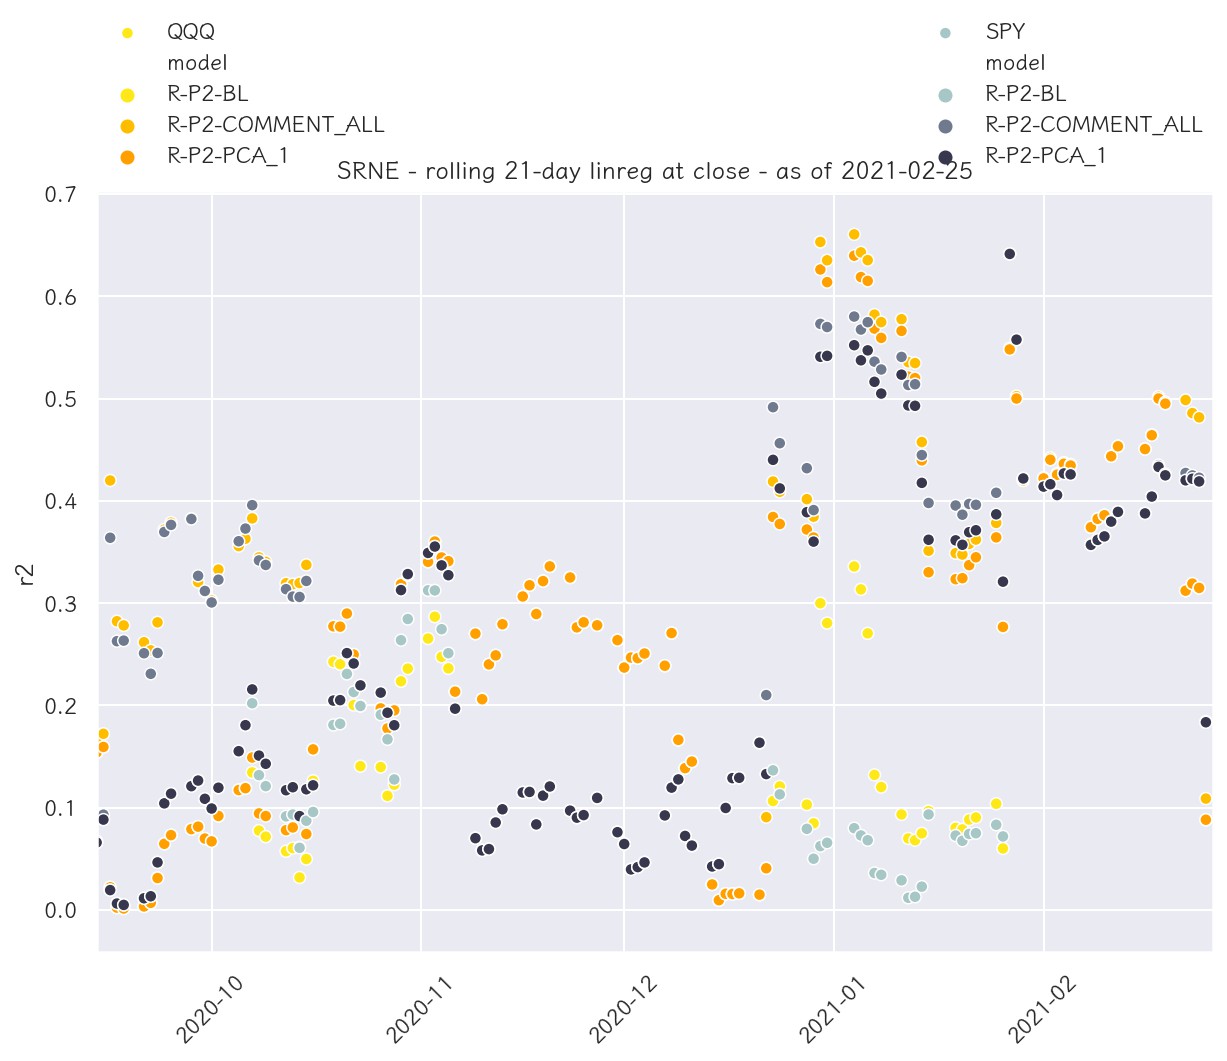 QQQ
model
R-P2-BL
R-P2-COMMENT_ALL
R-P2-PCA_1
SPY
model
R-P2-BL
R-P2-COMMENT_ALL
R-P2-PCA_1
SRNE - rolling 21-day linreg at close - as of 2021-02-25
0.7
0.6
0.5
0.4
0.3
0.2
0.1
0.0
r2
2020-10
2020-11
2020-12
2021-01
2021-02